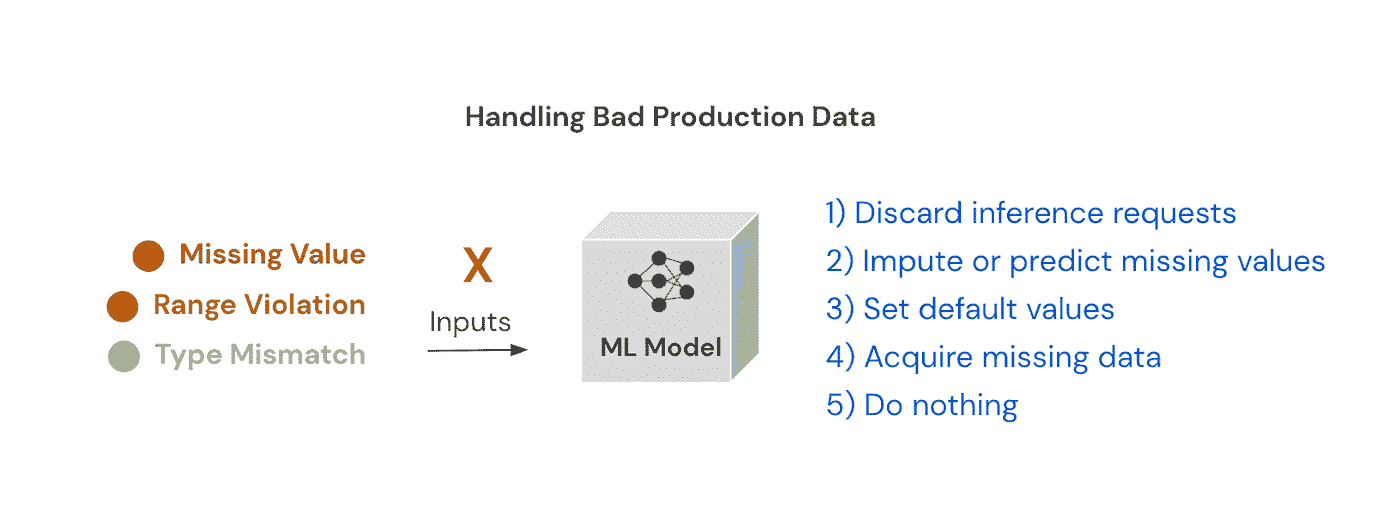 Handling Bad Production Data
Missing Value
Range Violation
Type Mismatch
X
Inputs
ML Model
1) Discard inference requests
2) Impute or predict missing values
3) Set default values
4) Acquire missing data
5) Do nothing